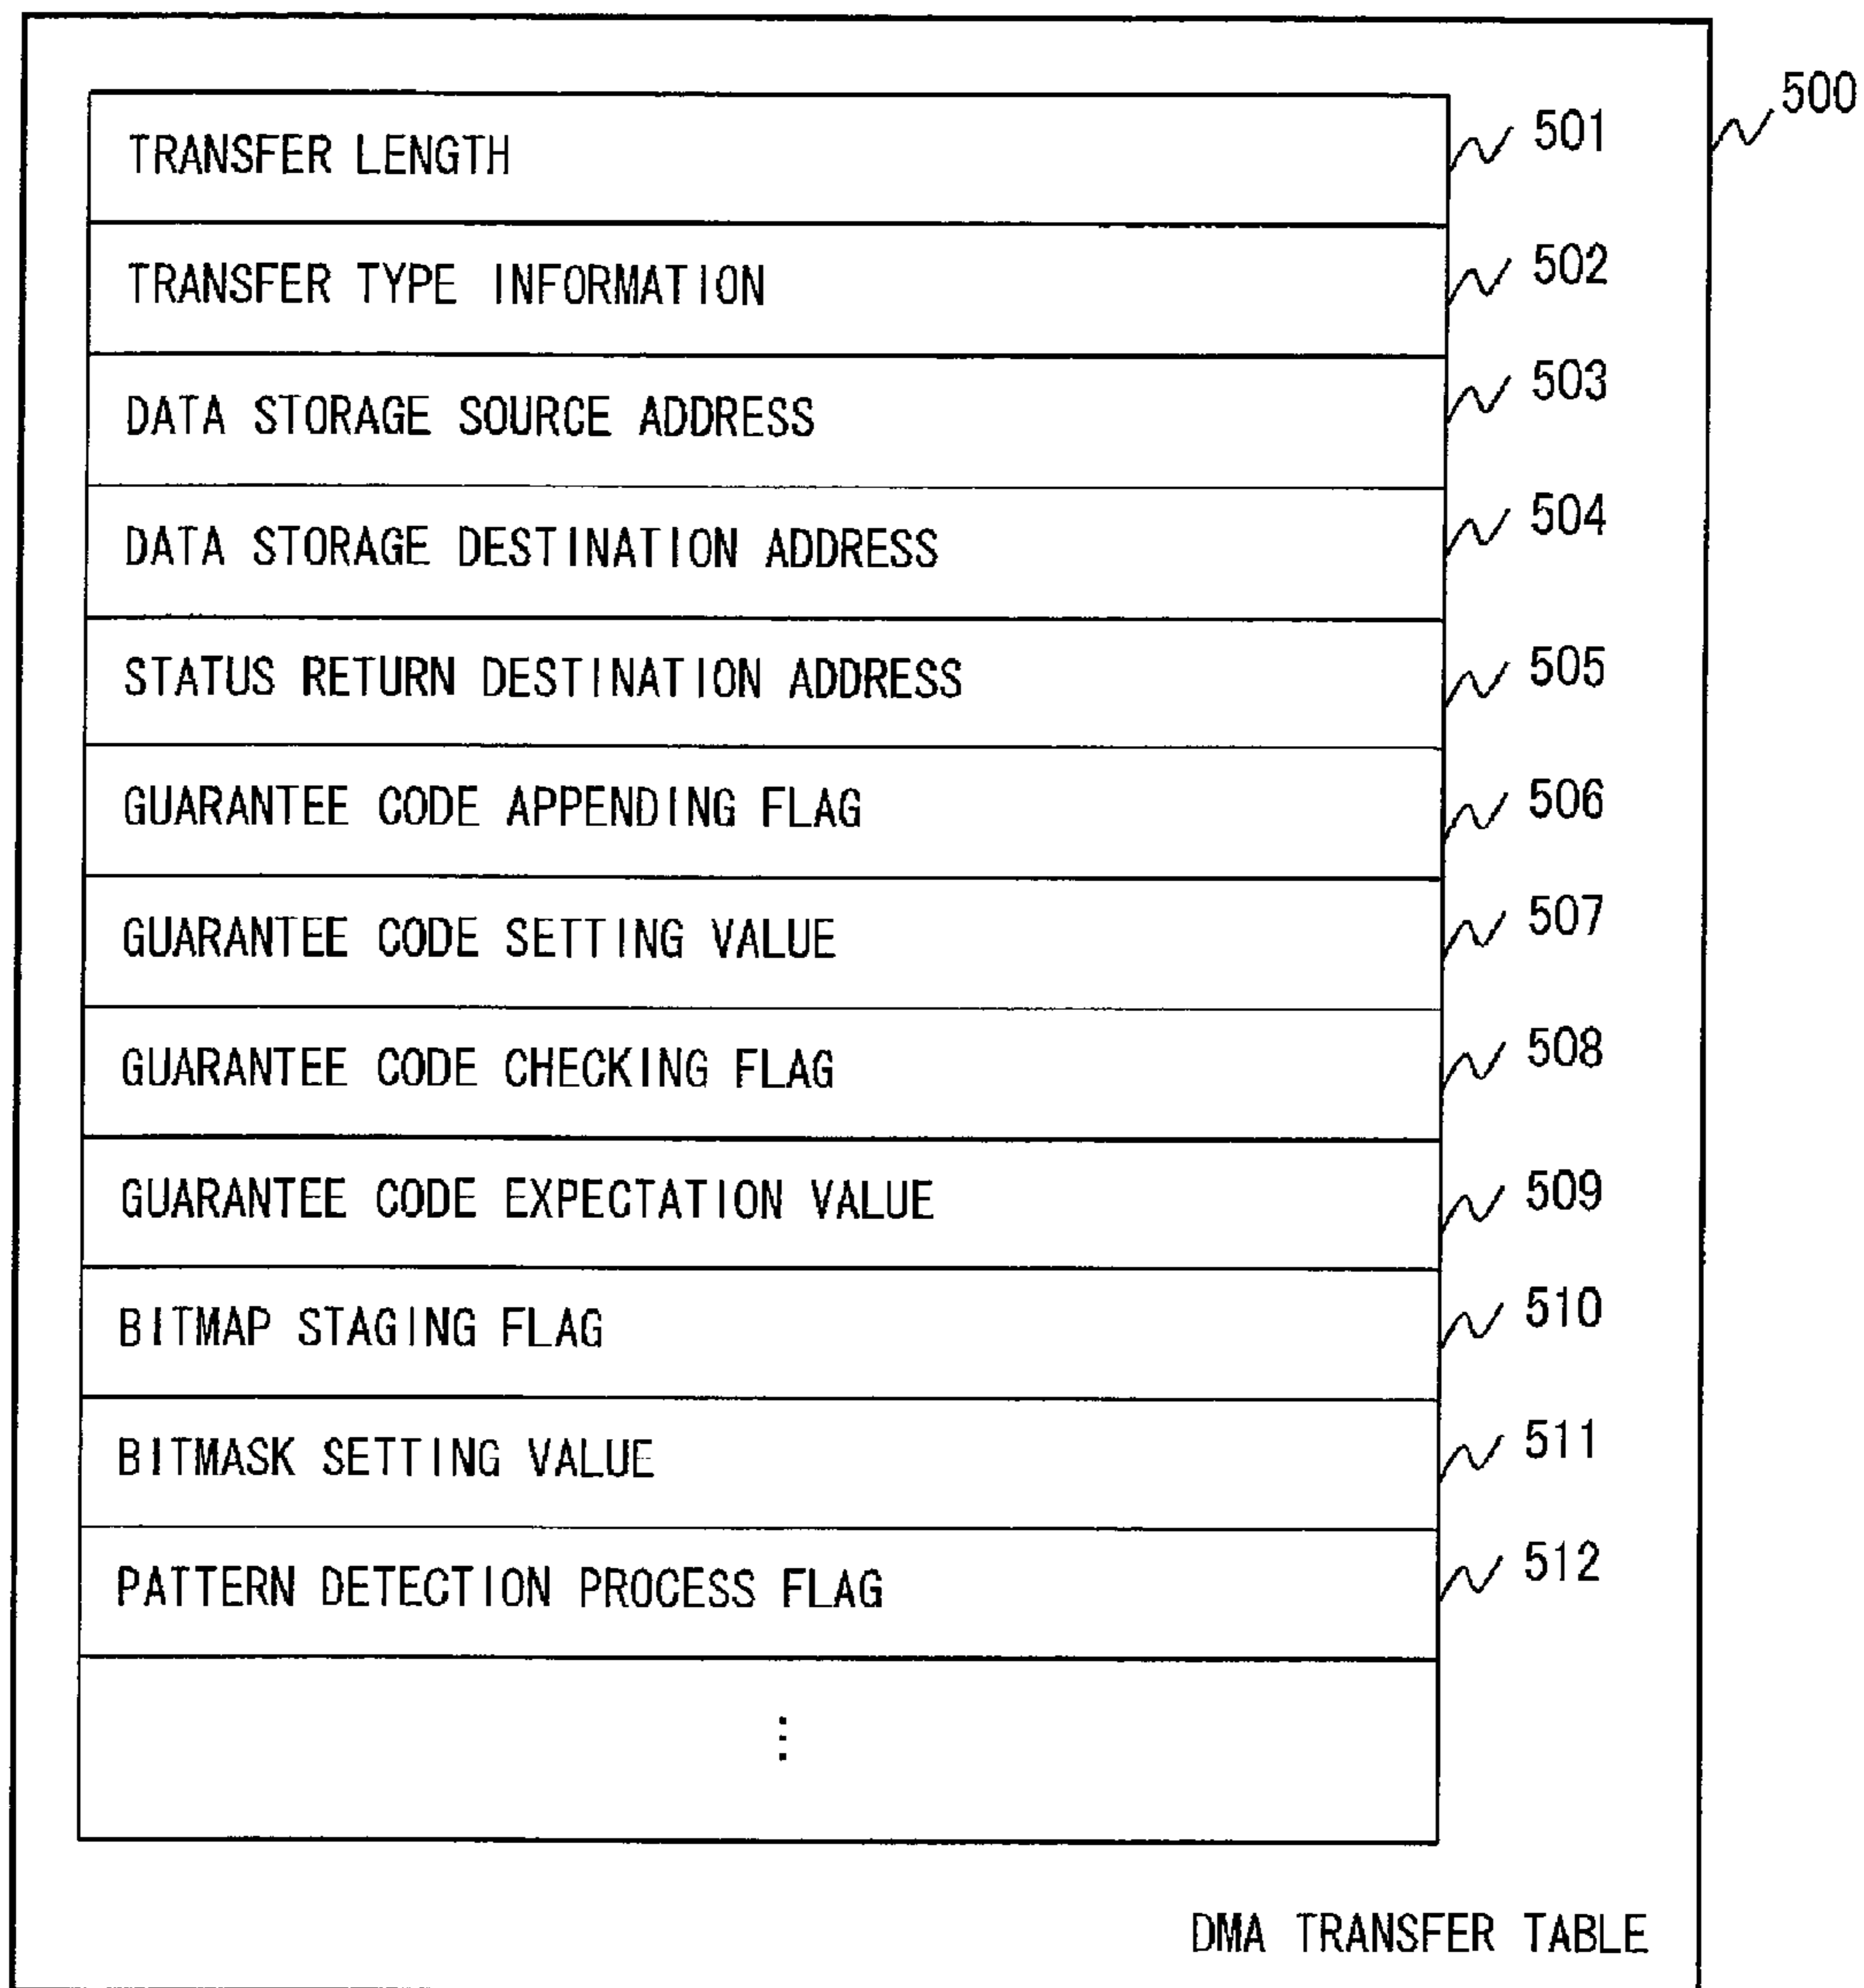 500
TRANSFER LENGTH 501
TRANSFER TYPE INFORMATION 502
DATA STORAGE SOURCE ADDRESS 503
DATA STORAGE DESTINATION ADDRESS 504
STATUS RETURN DESTINATION ADDRESS 505
GUARANTEE CODE APPENDING FLAG 506
GUARANTEE CODE SETTING VALUE 507
GUARANTEE CODE CHECKING FLAG 508
GUARANTEE CODE EXPECTATION VALUE 509
BITMAP STAGING FLAG 510
BITMASK SETTING VALUE 511
PATTERN DETECTION PROCESS FLAG 512
⋮
DMA TRANSFER TABLE